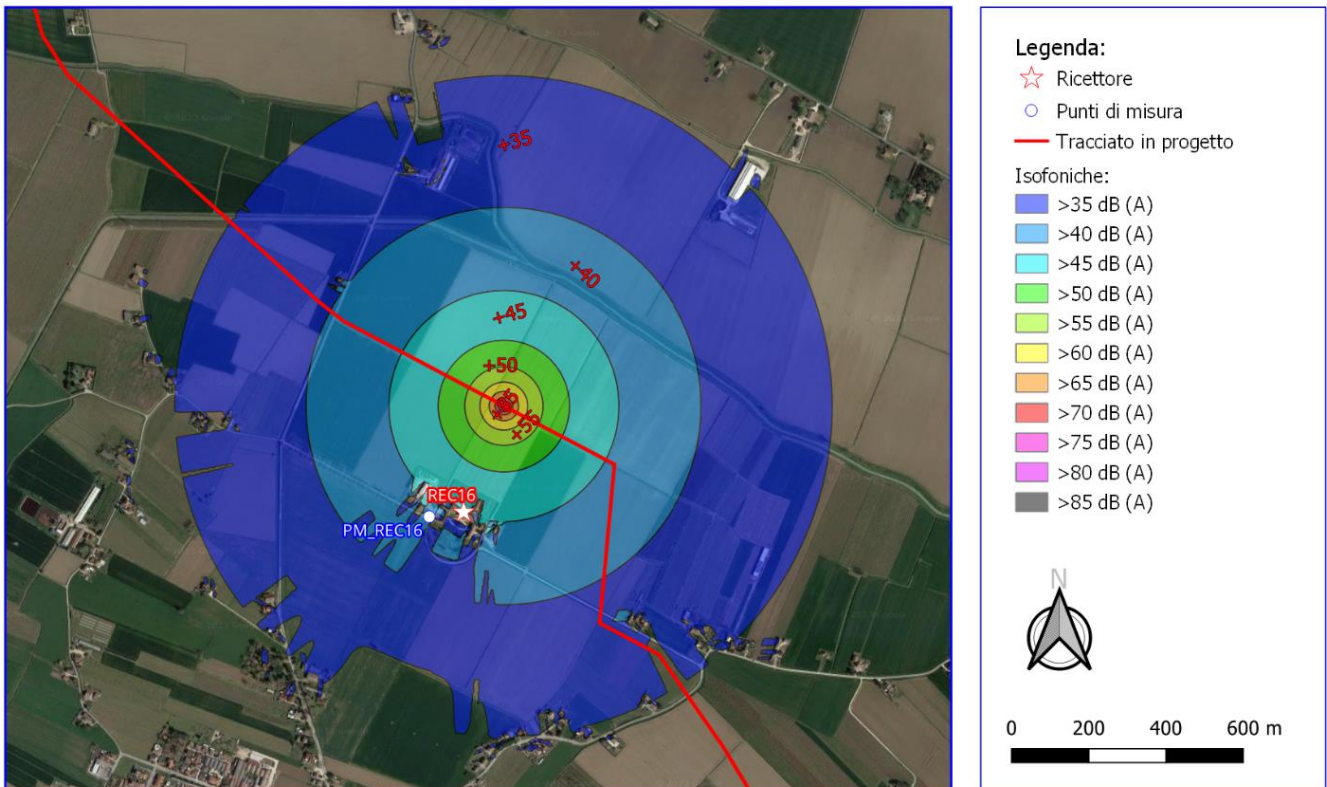 +35
+40
+45
+50
+55
REC16
PM_REC16
Legenda:
Ricettore
Punti di misura
Tracciato in progetto
Isofoniche:
>35 dB (A)
>40 dB (A)
>45 dB (A)
>50 dB (A)
>55 dB (A)
>60 dB (A)
>65 dB (A)
>70 dB (A)
>75 dB (A)
>80 dB (A)
>85 dB (A)
N
0 200 400 600 m